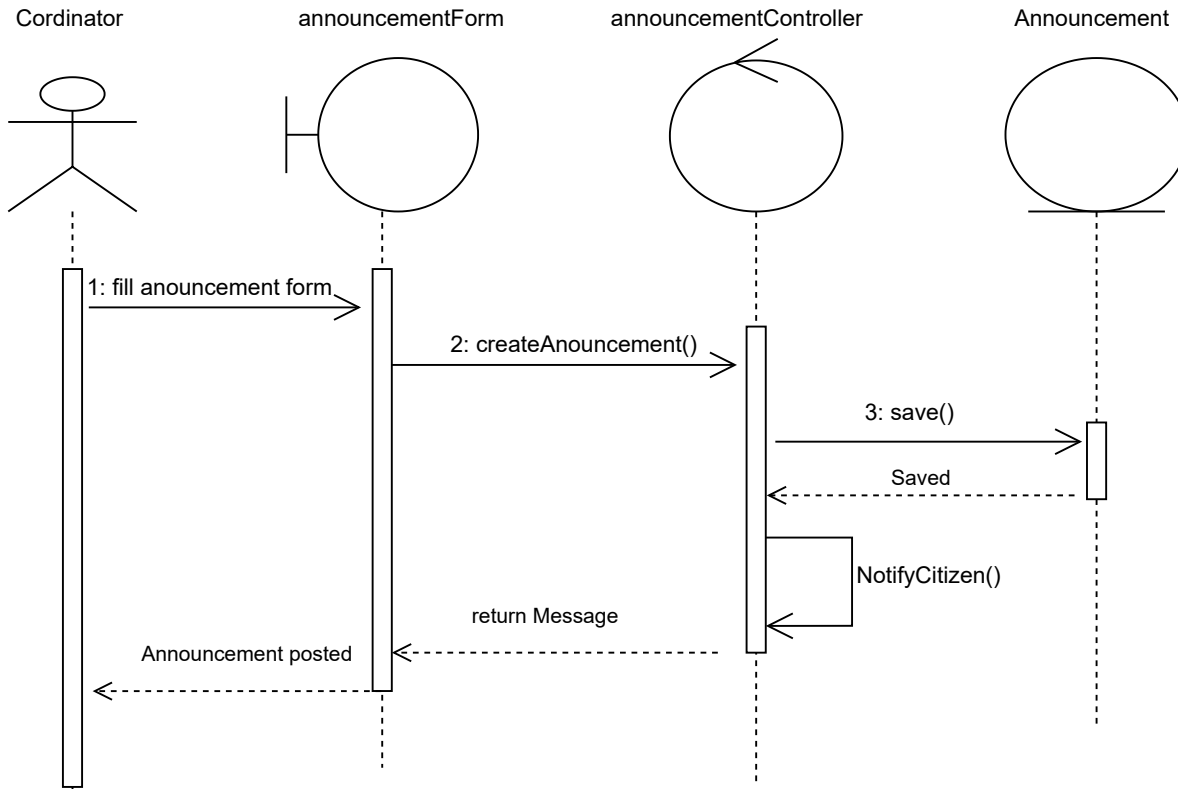 Cordinator
announcementForm
announcementController
Announcement
1: fill anouncement form
2: createAnouncement()
3: save()
Saved
NotifyCitizen()
return Message
Announcement posted